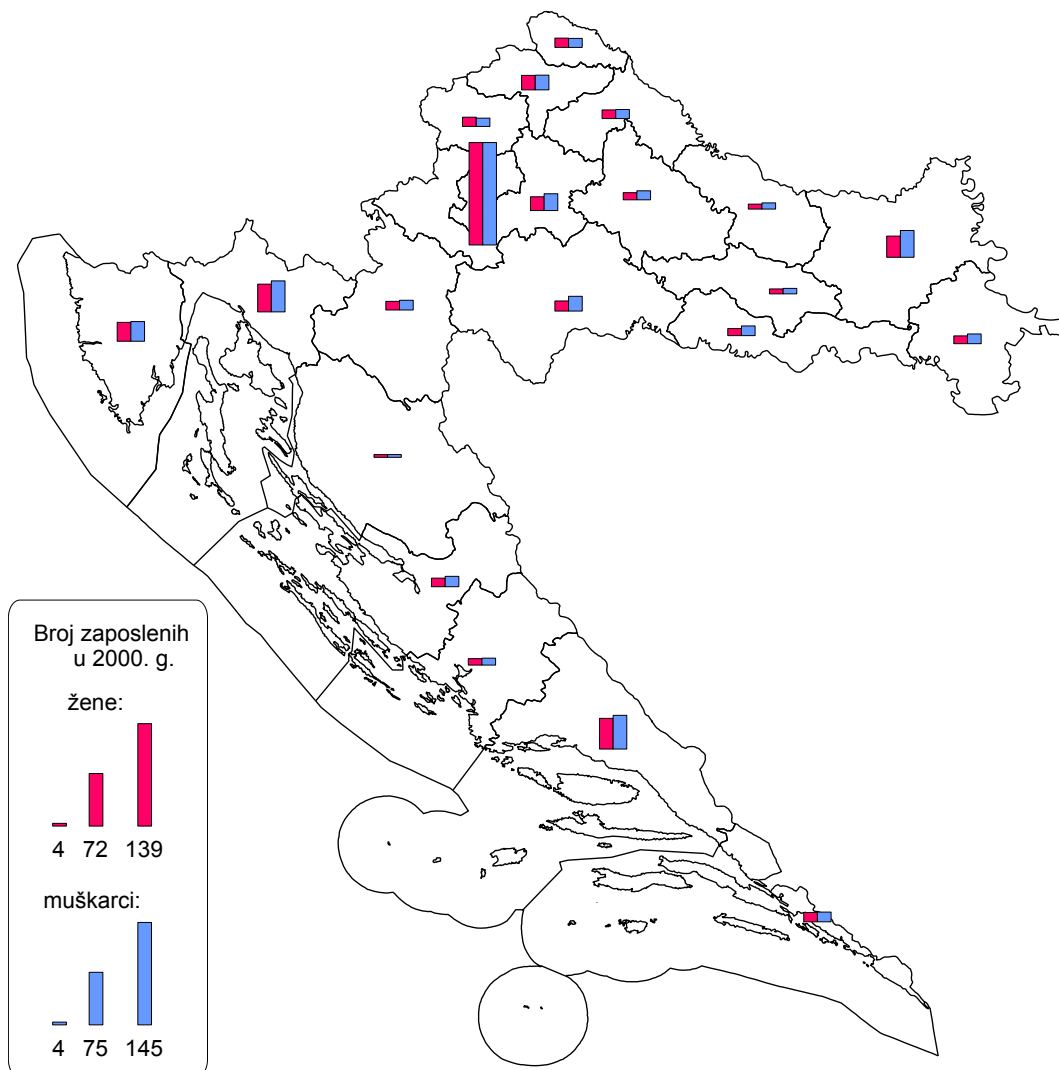 Broj zaposlenih
u 2000. g.
žene:
4 72 139
muškarci:
4 75 145